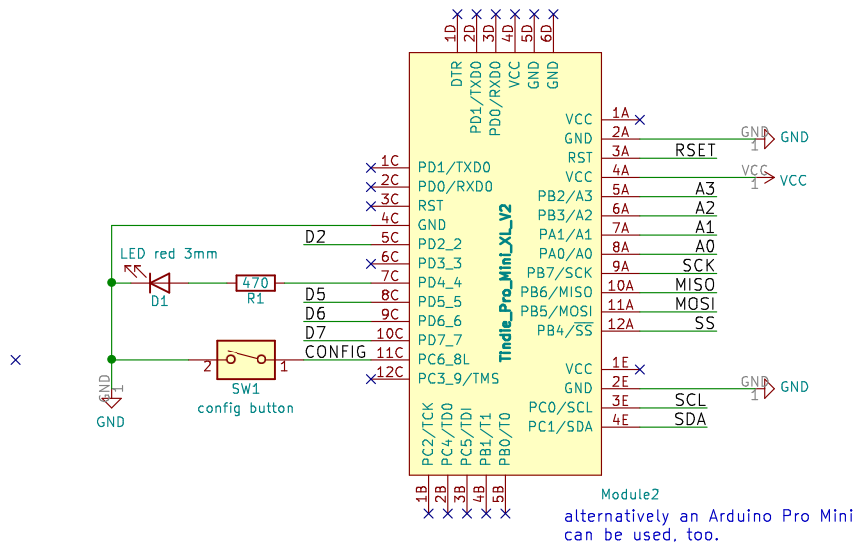 1D 2D 3D 4D 5D 6D
DTR PD1/TXD0 PD0/RXD0 VCC GND GND
VCC 1A
GND 2A GND 1 GND
RST 3A RSET
VCC 4A VCC 1 VCC
PB2/A3 5A A3
PB3/A2 6A A2
PA1/A1 7A A1
PA0/A0 8A A0
PB7/SCK 9A SCK
PB6/MISO 10A MISO
PB5/MOSI 11A MOSI
PB4/SS 12A SS
1C PD1/TXD0
2C PD0/RXD0
3C RST
4C GND
D2 5C PD2_2
6C PD3_3
LED red 3mm
D1
470
R1
7C PD4_4
D5 8C PD5_5
D6 9C PD6_6
D7 10C PD7_7
CONFIG 11C PC6_8L
12C PC3_9/TMS
2 1
SW1
config button
GND 1
GND
Tindie_Pro_Mini_XL_V2
VCC 1E
GND 2E GND 1 GND
PC0/SCL 3E SCL
PC1/SDA 4E SDA
PC2/TCK PC4/TDO PC5/TDI PB1/T1 PB0/T0
1B 2B 3B 4B 5B
Module2
alternatively an Arduino Pro Mini
can be used, too.